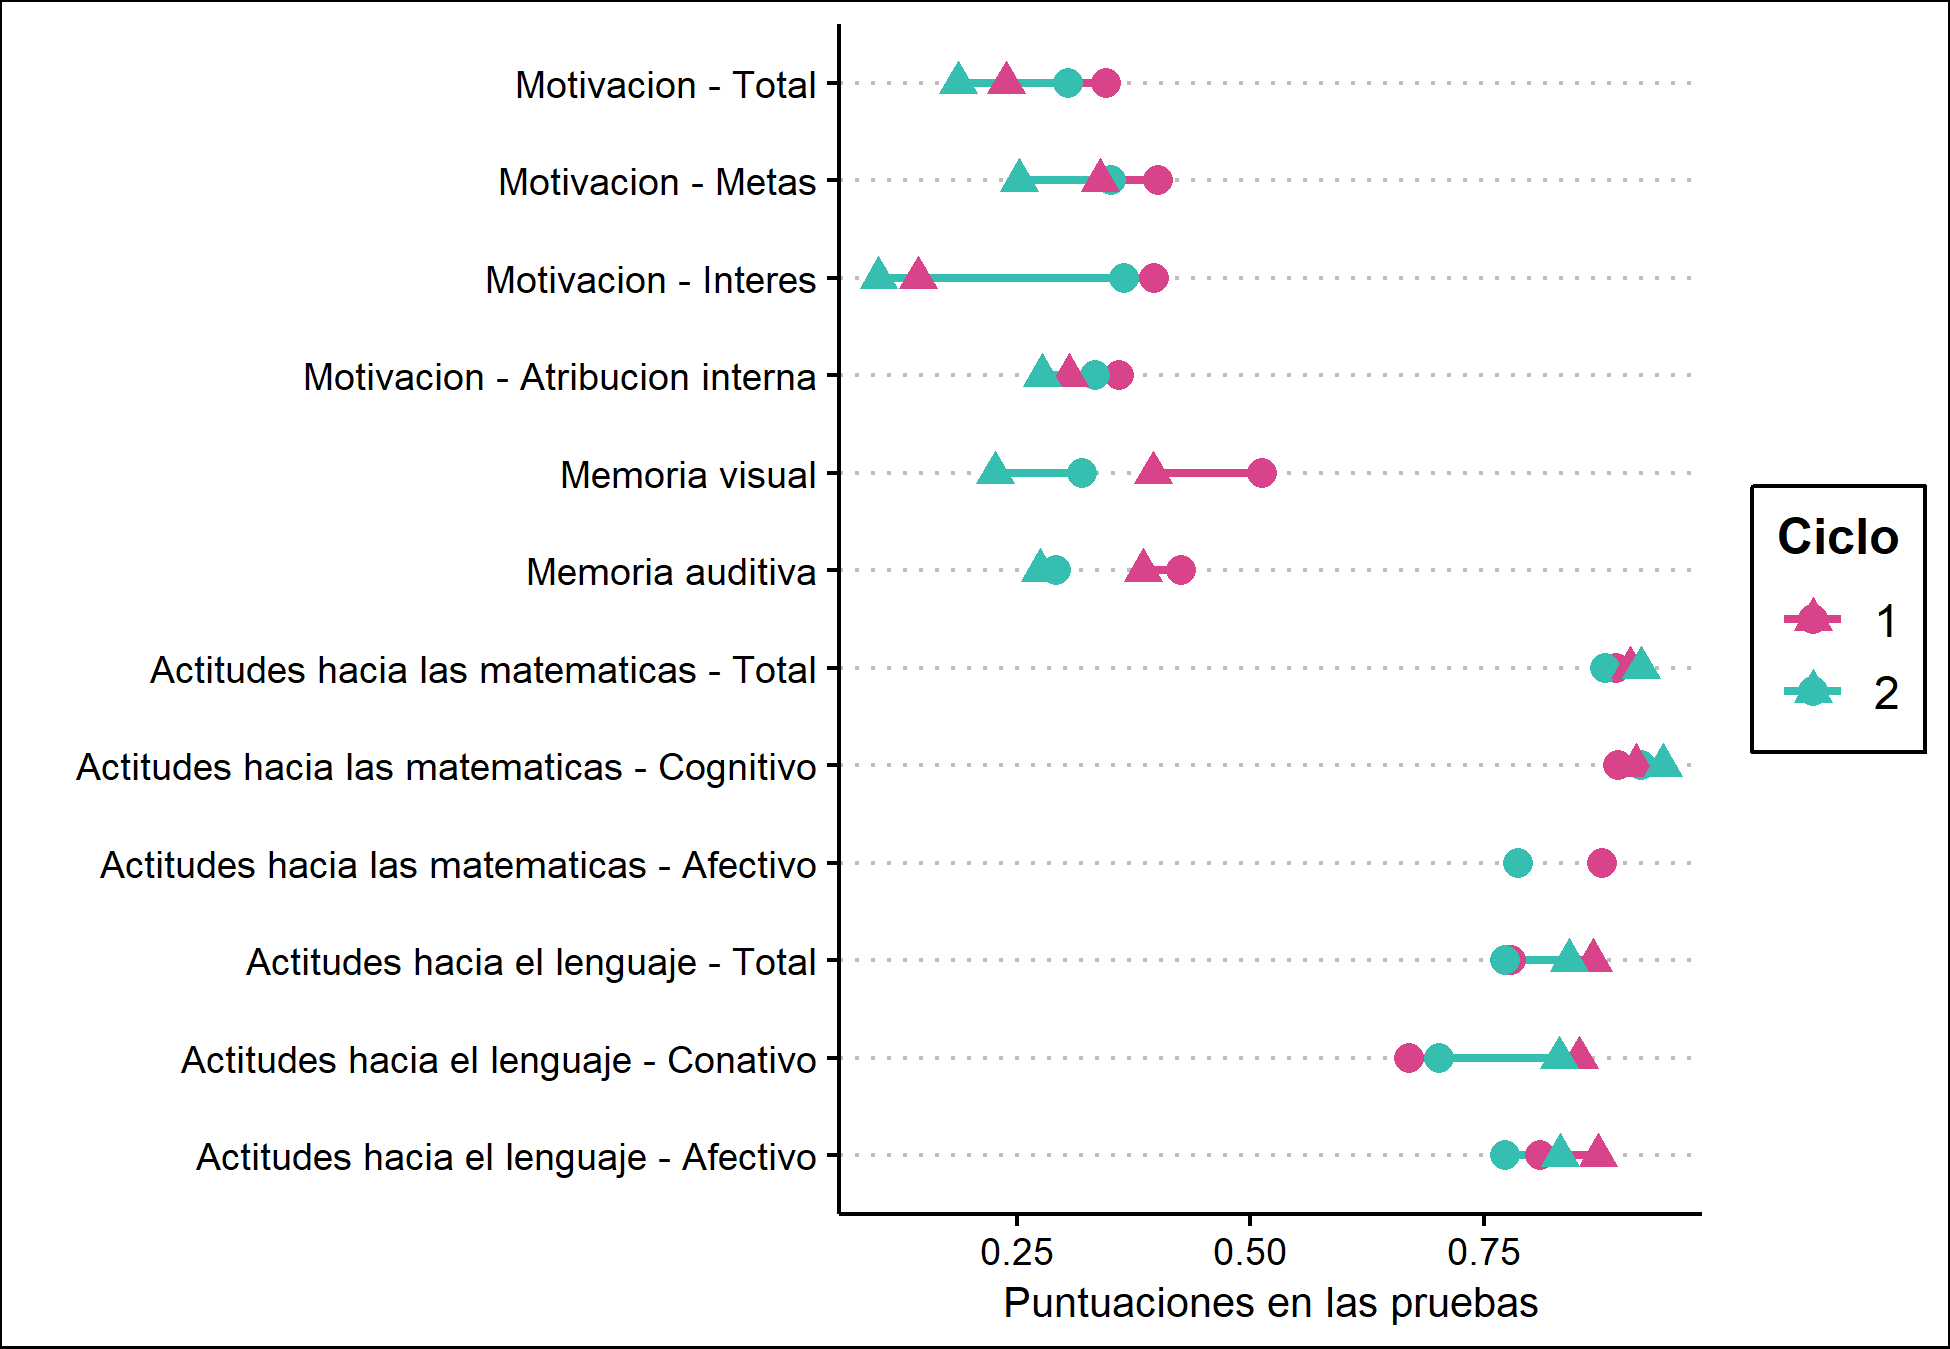 Motivacion - Total
Motivacion - Metas
Motivacion - Interes
Motivacion - Atribucion interna
Memoria visual
Memoria auditiva
Actitudes hacia las matematicas - Total
Actitudes hacia las matematicas - Cognitivo
Actitudes hacia las matematicas - Afectivo
Actitudes hacia el lenguaje - Total
Actitudes hacia el lenguaje - Conativo
Actitudes hacia el lenguaje - Afectivo
0.25 0.50 0.75
Puntuaciones en las pruebas
Ciclo
1
2